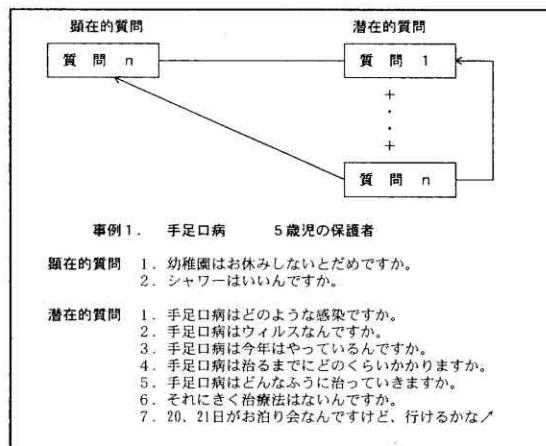 顕在的質問 潜在的質問
質 問 n 質 問 1
+
・
・
+
質 問 n
事例1. 手足口病 5歳児の保護者
顕在的質問 1. 幼稚園はお休みしないとだめですか。
2. シャワーはいいんですか。
潜在的質問 1. 手足口病はどのような感染ですか。
2. 手足口病はウィルスなんですか。
3. 手足口病は今年はやっているんですか。
4. 手足口病は治るまでにどのくらいかかりますか。
5. 手足口病はどんなふうに治っていきますか。
6. それにきく治療法はないんですか。
7. 20、21日がお泊り会なんですけど、行けるかな↗